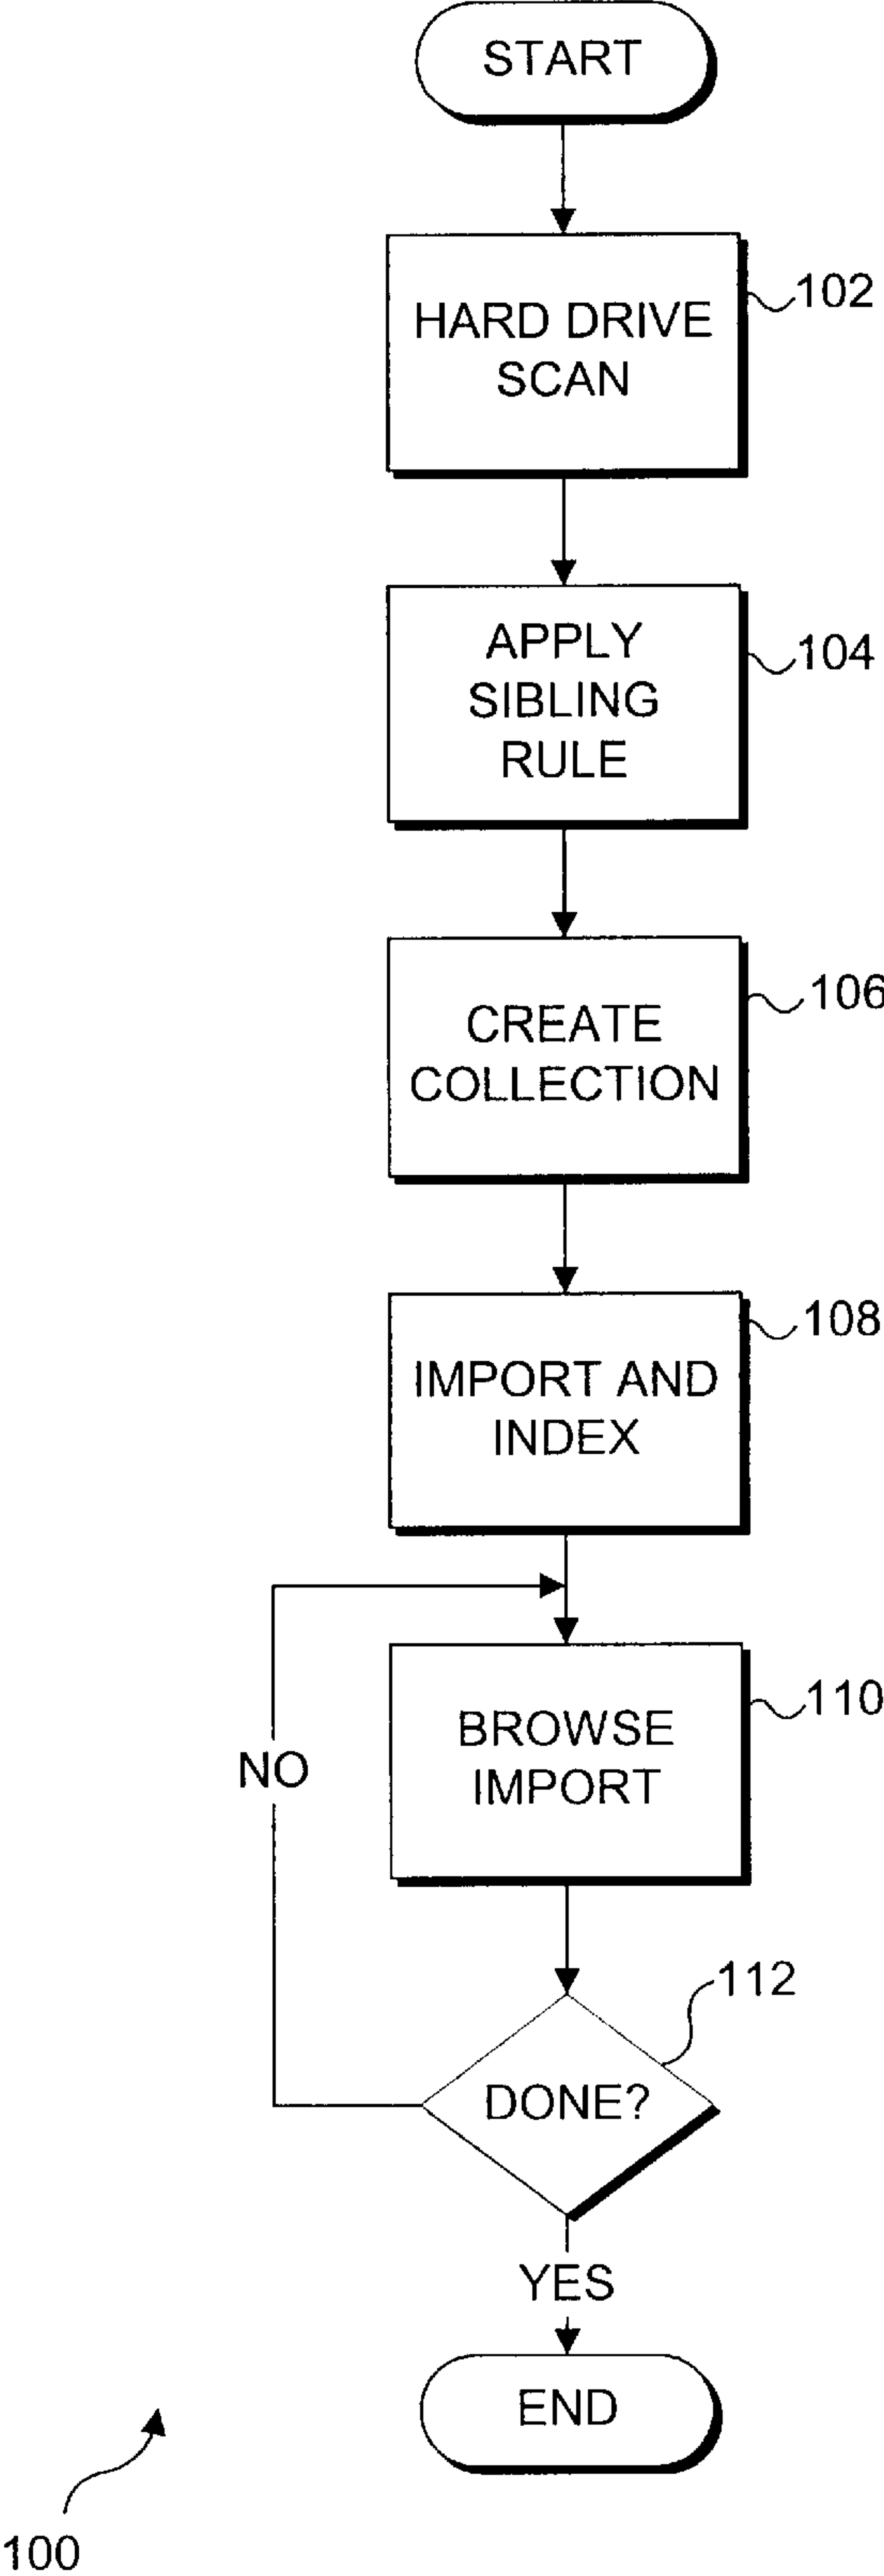 START
HARD DRIVE
SCAN
102
APPLY
SIBLING
RULE
104
CREATE
COLLECTION
106
IMPORT AND
INDEX
108
BROWSE
IMPORT
110
NO
112
DONE?
YES
END
100